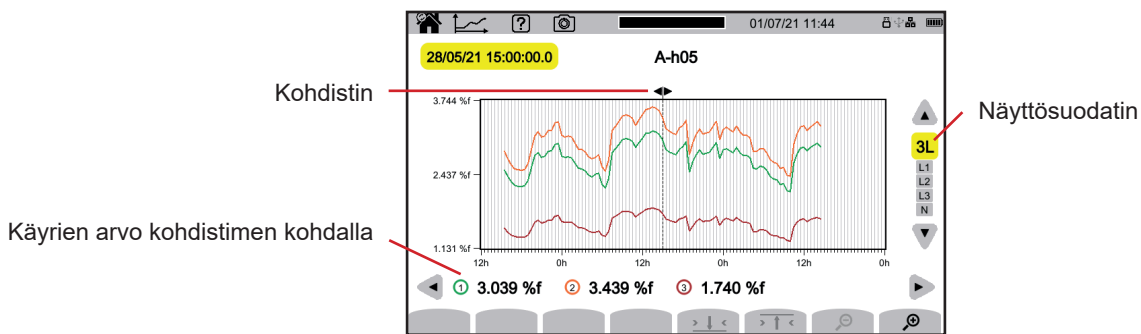 ? 01/07/21 11:44
28/05/21 15:00:00.0 A-h05
Kohdistin
3.744 %f
Näyttösuodatin
3L
L1
2.437 %f
L2
L3
N
Käyrien arvo kohdistimen kohdalla
1.131 %f
12h 0h 12h 0h 12h 0h
1 3.039 %f 2 3.439 %f 3 1.740 %f